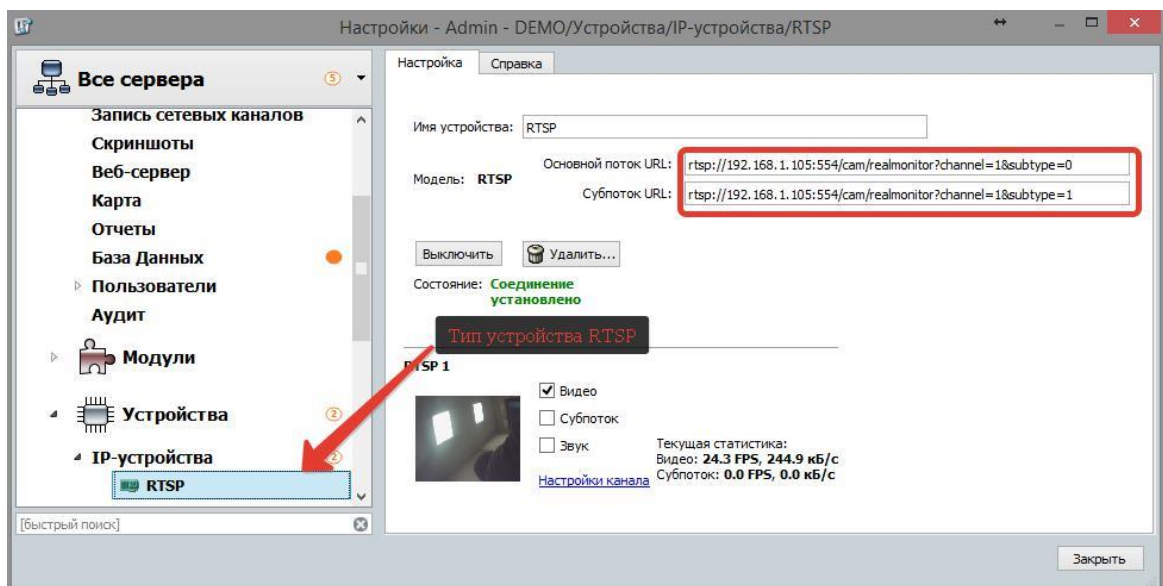 Настройки - Admin - DEMO/Устройства/IP-устройства/RTSP
Все сервера
5
Запись сетевых каналов
Скриншоты
Веб-сервер
Карта
Отчеты
База Данных
Пользователи
Аудит
Модули
Устройства
2
IP-устройства
2
RTSP
[быстрый поиск]
Настройка
Справка
Имя устройства: RTSP
Модель: RTSP
Основной поток URL: rtsp://192.168.1.105:554/cam/realmonitor?channel=1&subtype=0
Субпоток URL: rtsp://192.168.1.105:554/cam/realmonitor?channel=1&subtype=1
Выключить
Удалить...
Состояние: Соединение
установлено
Тип устройства RTSP
RTSP 1
Видео
Субпоток
Звук
Настройки канала
Текущая статистика:
Видео: 24.3 FPS, 244.9 кБ/с
Субпоток: 0.0 FPS, 0.0 кБ/с
Закрыть